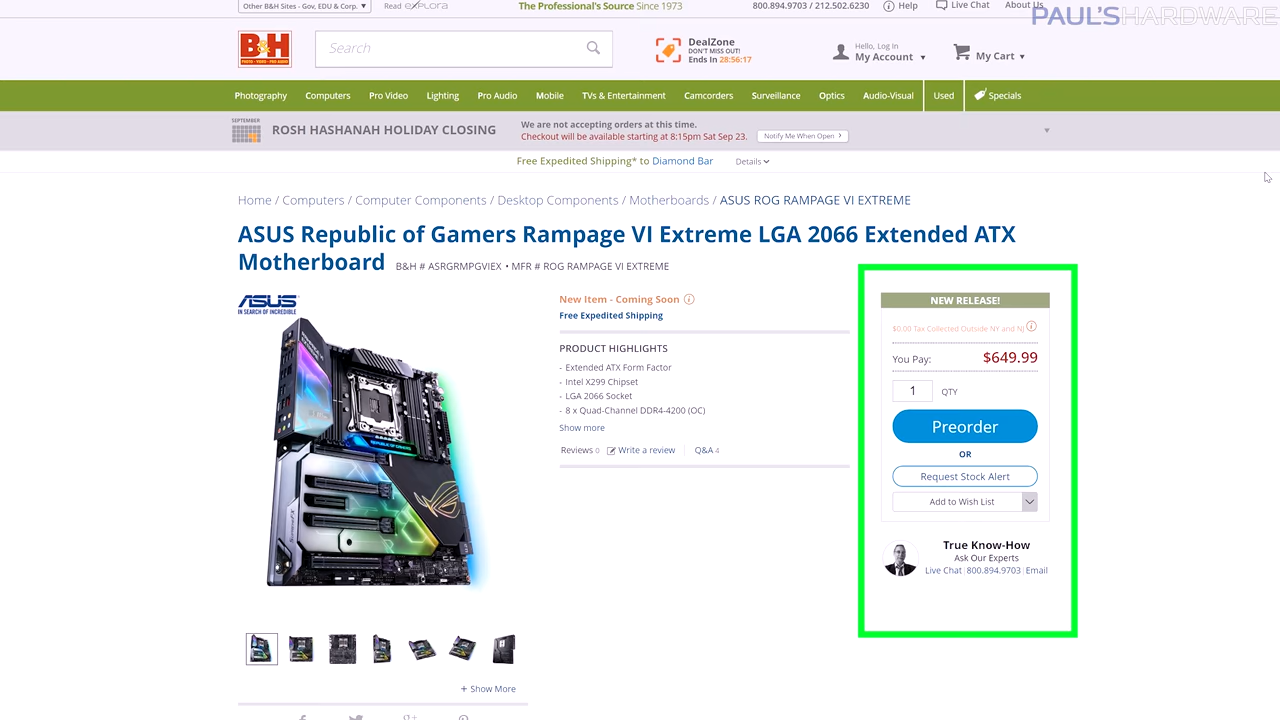 Other B&H Sites - Gov, EDU & Corp. ▼
Read explora
The Professional's Source Since 1973
800.894.9703 / 212.502.6230
Help
Live Chat
About Us
PAUL'SHARDWARE
B&H
PHOTO · VIDEO · PRO AUDIO
Search
DealZone
DON'T MISS OUT!
Ends In 28:56:17
Hello, Log In
My Account ▼
My Cart ▼
Photography Computers Pro Video Lighting Pro Audio Mobile TVs & Entertainment Camcorders Surveillance Optics Audio-Visual Used Specials
SEPTEMBER
ROSH HASHANAH HOLIDAY CLOSING
We are not accepting orders at this time.
Checkout will be available starting at 8:15pm Sat Sep 23.
Notify Me When Open >
Free Expedited Shipping* to Diamond Bar Details
Home / Computers / Computer Components / Desktop Components / Motherboards / ASUS ROG RAMPAGE VI EXTREME
ASUS Republic of Gamers Rampage VI Extreme LGA 2066 Extended ATX
Motherboard B&H # ASRGRMPGVIEX • MFR # ROG RAMPAGE VI EXTREME
ASUS
IN SEARCH OF INCREDIBLE
REPUBLIC OF GAMERS
New Item - Coming Soon
Free Expedited Shipping
PRODUCT HIGHLIGHTS
- Extended ATX Form Factor
- Intel X299 Chipset
- LGA 2066 Socket
- 8 x Quad-Channel DDR4-4200 (OC)
Show more
Reviews 0 Write a review Q&A 4
NEW RELEASE!
$0.00 Tax Collected Outside NY and NJ
You Pay: $649.99
1 QTY
Preorder
OR
Request Stock Alert
Add to Wish List
True Know-How
Ask Our Experts
Live Chat 800.894.9703 Email
+ Show More